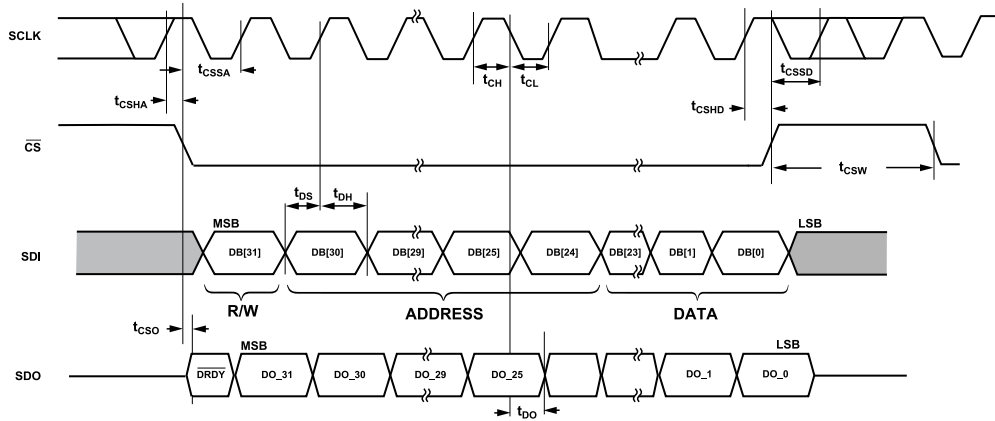 SCLK
tCSSA
tCH
tCL
tCSSD
tCSHA
tCSHD
CS
tCSW
tDS
tDH
MSB
LSB
SDI
DB[31]
DB[30]
DB[29]
DB[25]
DB[24]
DB[23]
DB[1]
DB[0]
R/W
ADDRESS
DATA
tCSO
MSB
LSB
SDO
DRDY
DO_31
DO_30
DO_29
DO_25
DO_1
DO_0
tDO